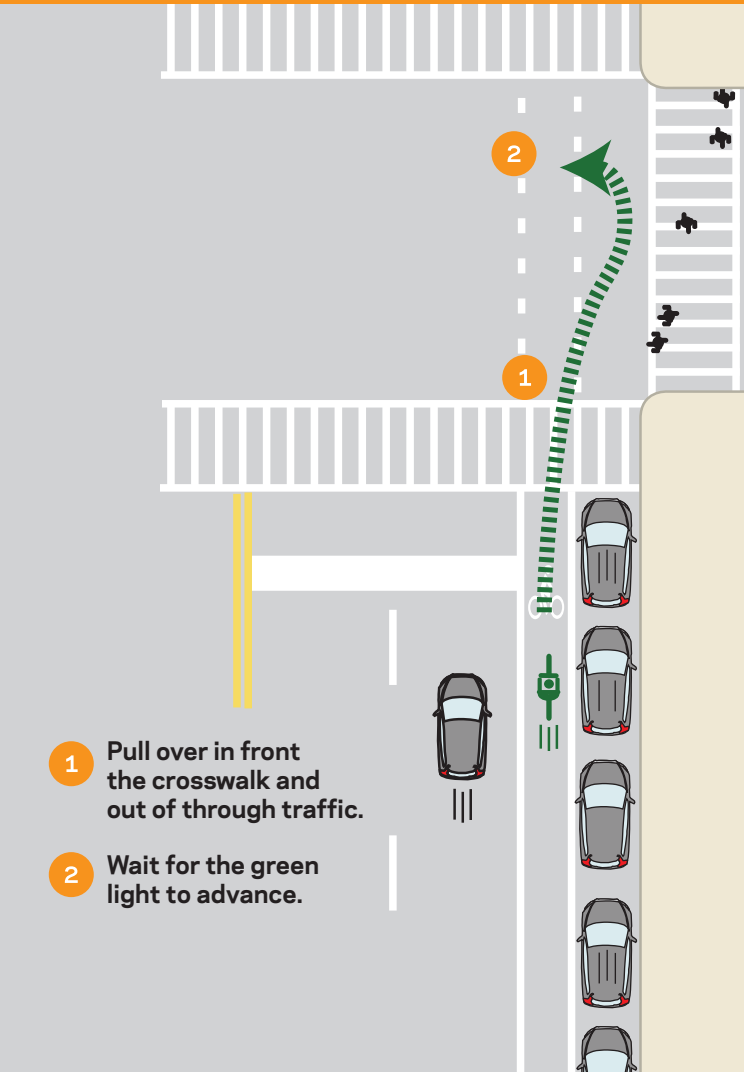 2
1
1 Pull over in front
the crosswalk and
out of through traffic.
2 Wait for the green
light to advance.